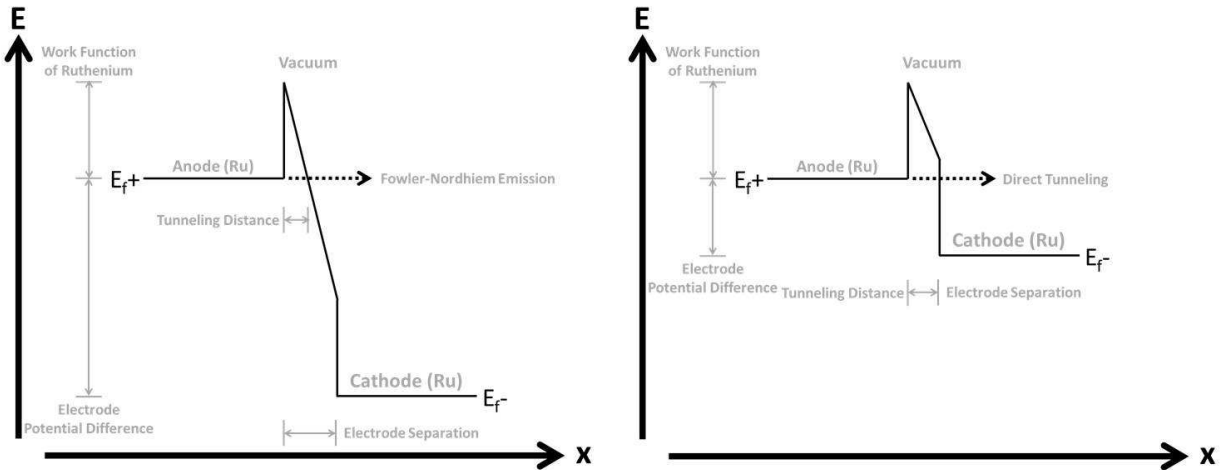 E
Work Function
of Ruthenium
Vacuum
Anode (Ru)
Ef+
Fowler-Nordhiem Emission
Tunneling Distance
Cathode (Ru)
Ef-
Electrode
Potential Difference
Electrode Separation
x
E
Work Function
of Ruthenium
Vacuum
Anode (Ru)
Ef+
Direct Tunneling
Cathode (Ru)
Ef-
Electrode
Potential Difference
Tunneling Distance
Electrode Separation
x